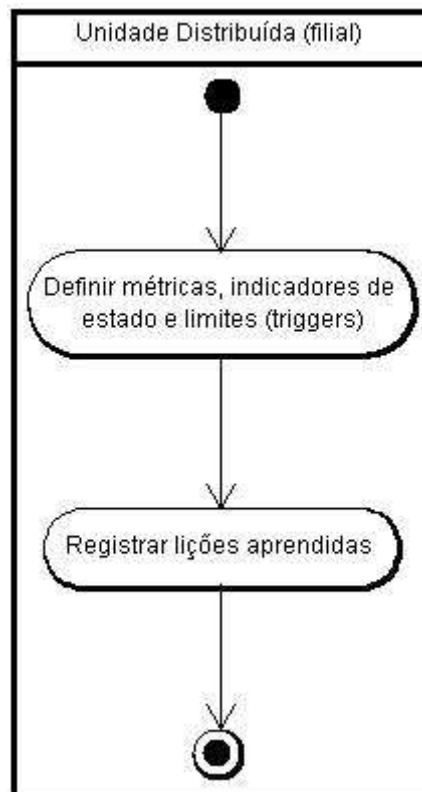 Unidade Distribuída (filial)
Definir métricas, indicadores de
estado e limites (triggers)
Registrar lições aprendidas